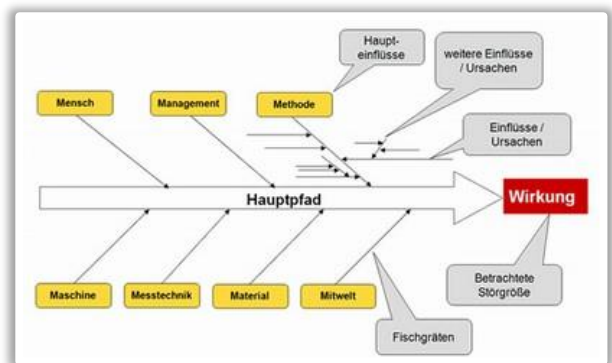 Haupt-
einflüsse
weitere Einflüsse
/ Ursachen
Mensch
Management
Methode
Einflüsse /
Ursachen
Hauptpfad
Wirkung
Maschine
Messtechnik
Material
Mitwelt
Betrachtete
Störgröße
Fischgräten